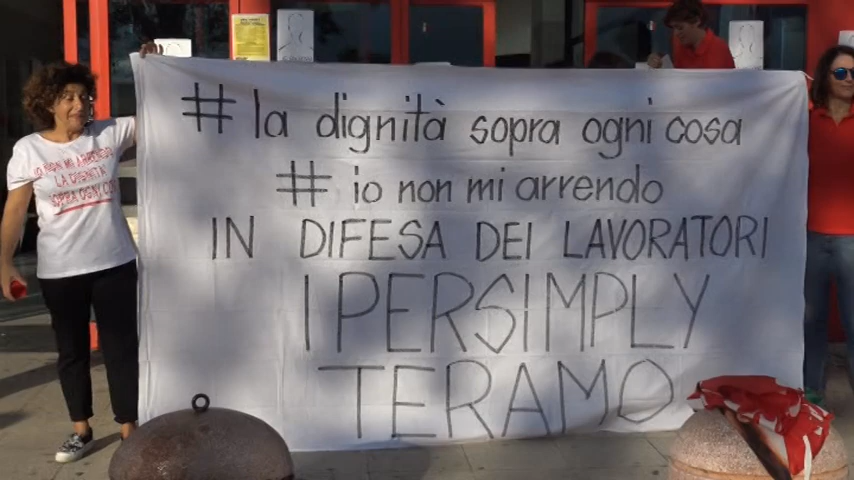 # la dignità sopra ogni cosa
# io non mi arrendo
IN DIFESA DEI LAVORATORI
IPERSIMPLY
TERAMO
IO NON MI ARRENDO
LA DIGNITA'
SOPRA OGNI COSA